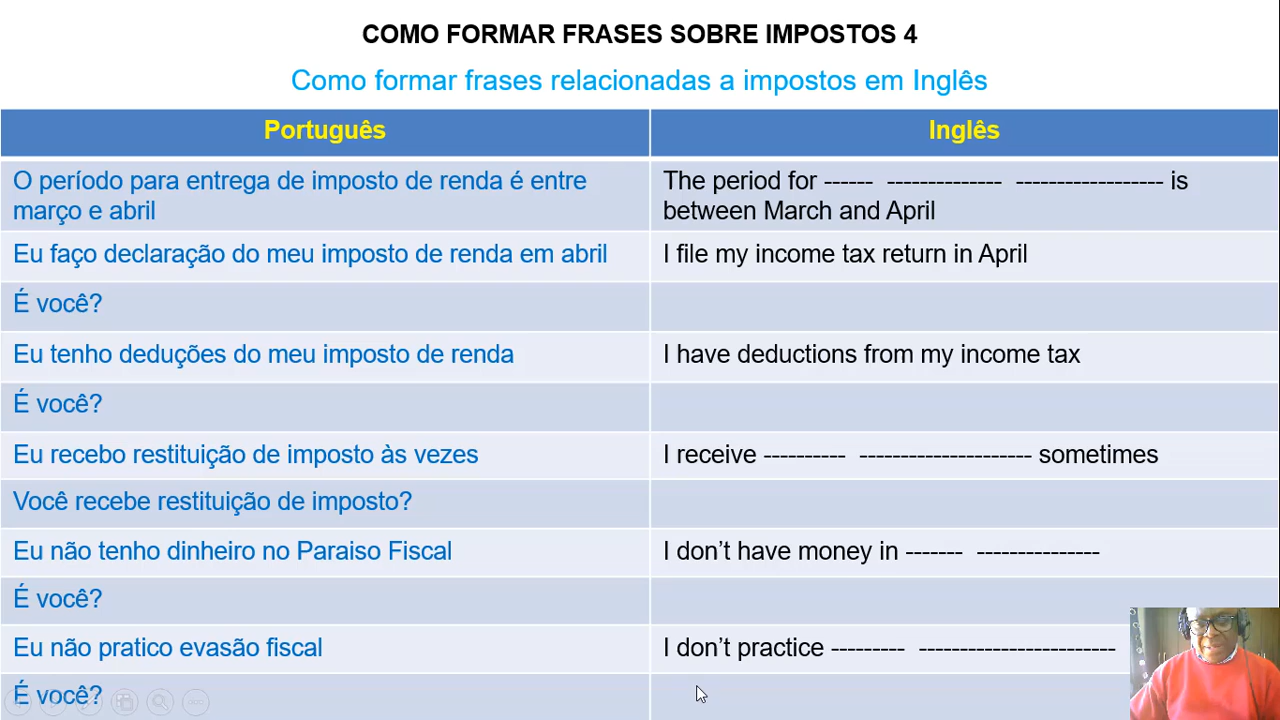 COMO FORMAR FRASES SOBRE IMPOSTOS 4
Como formar frases relacionadas a impostos em Inglês
Português
Inglês
O período para entrega de imposto de renda é entre
março e abril
The period for ------ -------------- ------------------ is
between March and April
Eu faço declaração do meu imposto de renda em abril
I file my income tax return in April
É você?
Eu tenho deduções do meu imposto de renda
I have deductions from my income tax
É você?
Eu recebo restituição de imposto às vezes
I receive ---------- --------------------- sometimes
Você recebe restituição de imposto?
Eu não tenho dinheiro no Paraiso Fiscal
I don’t have money in ------- ---------------
É você?
Eu não pratico evasão fiscal
I don’t practice --------- ------------------------
É você?